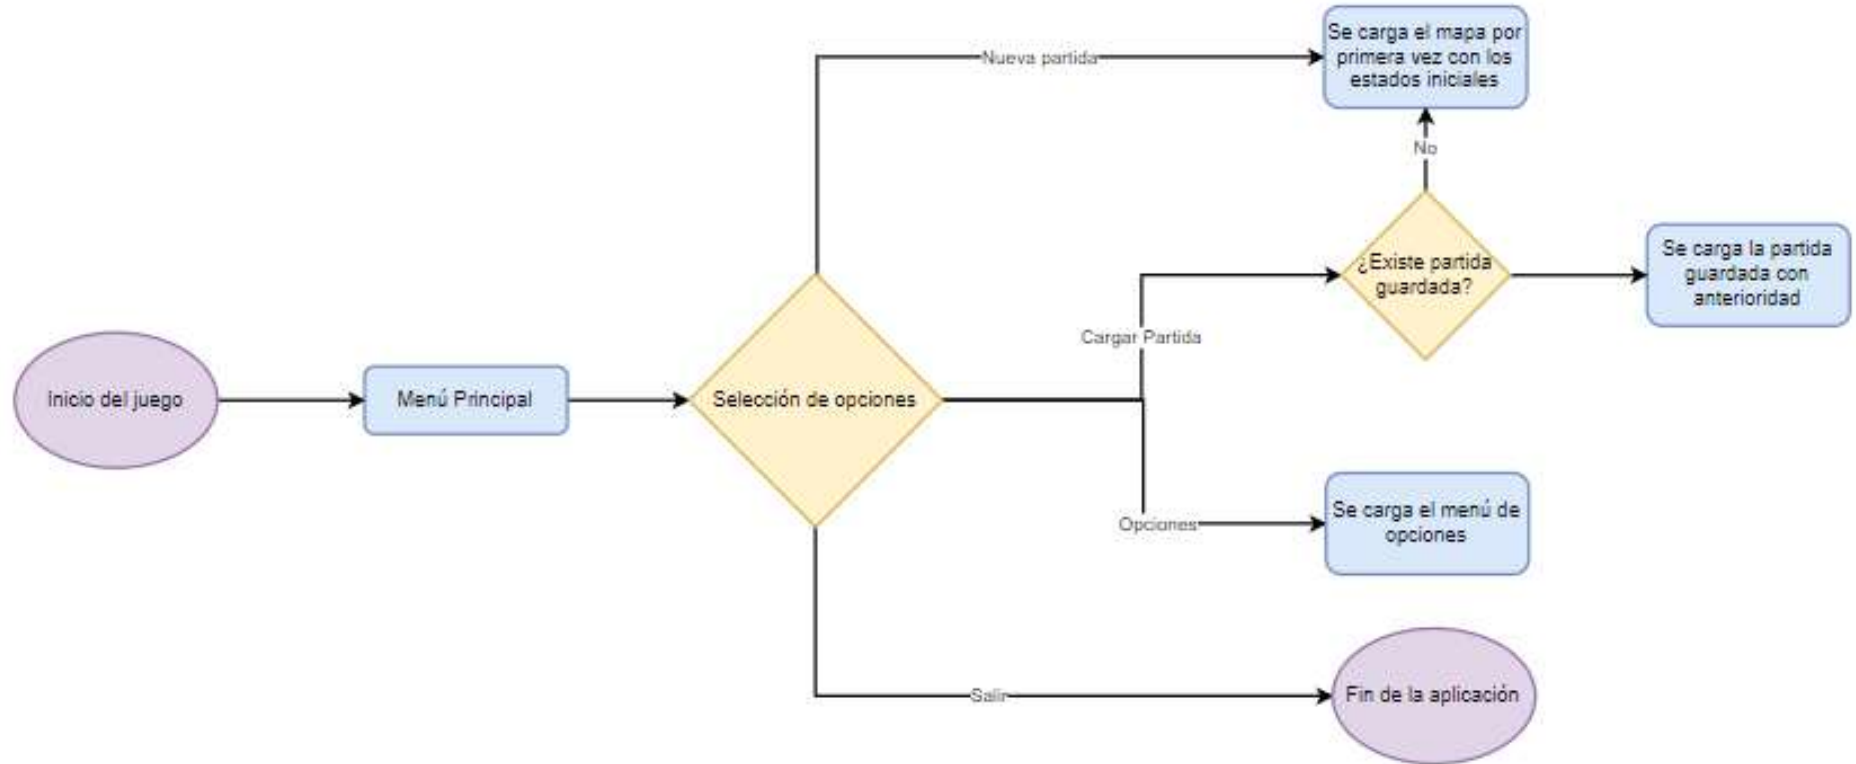 Se carga el mapa por
primera vez con los
estados iniciales
Nueva partida
No
¿Existe partida
guardada?
Se carga la partida
guardada con
anterioridad
Cargar Partida
Inicio del juego
Menú Principal
Selección de opciones
Opciones
Se carga el menú de
opciones
Salir
Fin de la aplicación